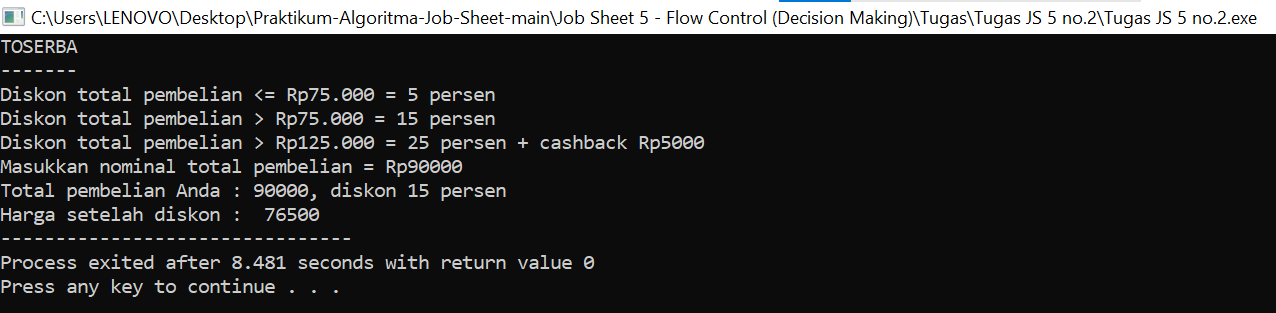 C:\Users\LENOVO\Desktop\Praktikum-Algoritma-Job-Sheet-main\Job Sheet 5 - Flow Control (Decision Making)\Tugas\Tugas JS 5 no.2\Tugas JS 5 no.2.exe
TOSERBA
-------
Diskon total pembelian <= Rp75.000 = 5 persen
Diskon total pembelian > Rp75.000 = 15 persen
Diskon total pembelian > Rp125.000 = 25 persen + cashback Rp5000
Masukkan nominal total pembelian = Rp90000
Total pembelian Anda : 90000, diskon 15 persen
Harga setelah diskon :  76500
--------------------------------
Process exited after 8.481 seconds with return value 0
Press any key to continue . . .